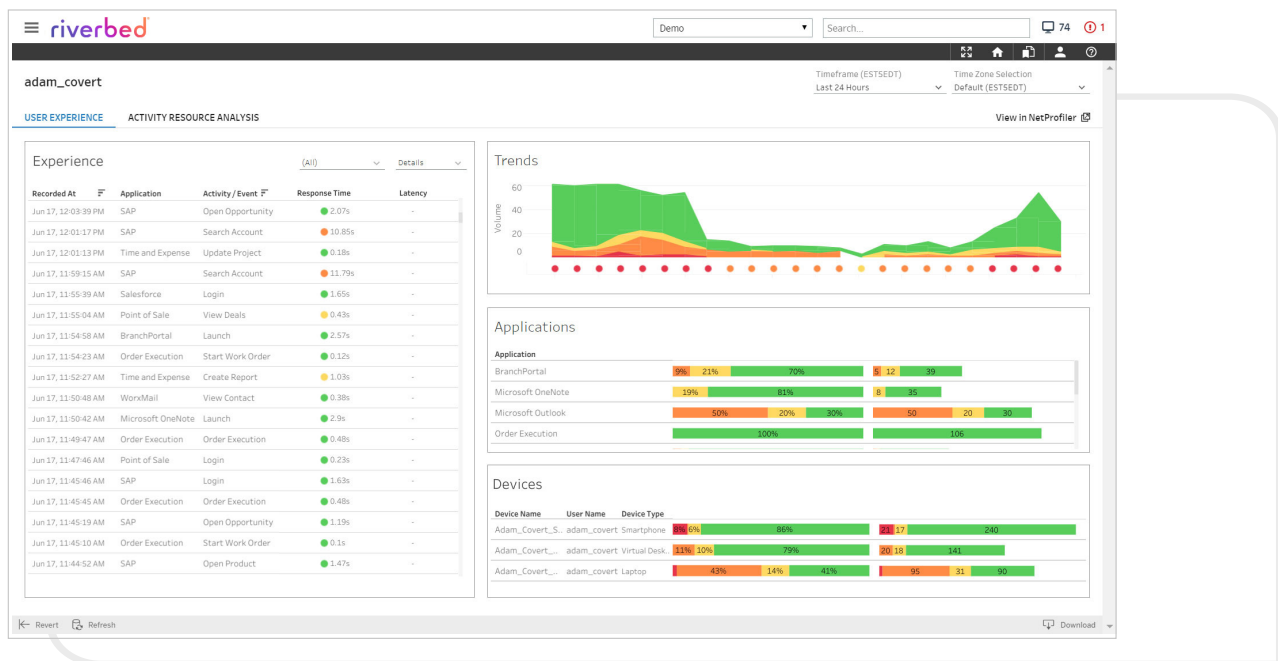 riverbed
Demo
Search...
74
1
adam_covert
Timeframe (ESTSEDT)
Last 24 Hours
Time Zone Selection
Default (ESTSEDT)
USER EXPERIENCE
ACTIVITY RESOURCE ANALYSIS
View in NetProfiler
Experience
(All)
Details
Recorded At Application Activity / Event Response Time Latency
Jun 17, 12:03:39 PM SAP Open Opportunity 2.07s -
Jun 17, 12:01:17 PM SAP Search Account 10.85s -
Jun 17, 12:01:13 PM Time and Expense Update Project 0.18s -
Jun 17, 11:59:15 AM SAP Search Account 11.79s -
Jun 17, 11:55:39 AM Salesforce Login 1.65s -
Jun 17, 11:55:04 AM Point of Sale View Deals 0.43s -
Jun 17, 11:54:58 AM BranchPortal Launch 2.57s -
Jun 17, 11:54:23 AM Order Execution Start Work Order 0.12s -
Jun 17, 11:52:27 AM Time and Expense Create Report 1.03s -
Jun 17, 11:50:48 AM WorxMail View Contact 0.38s -
Jun 17, 11:50:42 AM Microsoft OneNote Launch 2.9s -
Jun 17, 11:49:47 AM Order Execution Order Execution 0.48s -
Jun 17, 11:47:46 AM Point of Sale Login 0.23s -
Jun 17, 11:45:46 AM SAP Login 1.63s -
Jun 17, 11:45:45 AM Order Execution Order Execution 0.48s -
Jun 17, 11:45:19 AM SAP Open Opportunity 1.19s -
Jun 17, 11:45:10 AM Order Execution Start Work Order 0.1s -
Jun 17, 11:44:52 AM SAP Open Product 1.47s -
Trends
Volume
60
40
20
0
Applications
Application
BranchPortal 9% 21% 70% 5 12 39
Microsoft OneNote 19% 81% 8 35
Microsoft Outlook 50% 20% 30% 50 20 30
Order Execution 100% 106
Devices
Device Name User Name Device Type
Adam_Covert_S.. adam_covert Smartphone 8% 6% 86% 21 17 240
Adam_Covert_... adam_covert Virtual Desk.. 11% 10% 79% 20 18 141
Adam_Covert_... adam_covert Laptop 43% 14% 41% 95 31 90
Revert
Refresh
Download